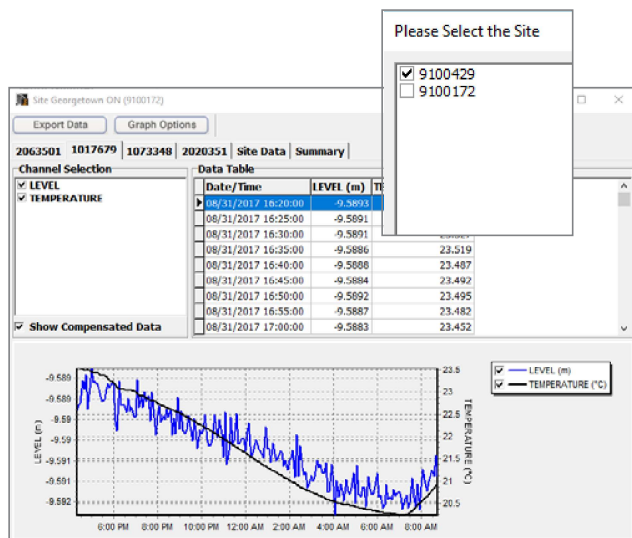 Please Select the Site
9100429
9100172
Site Georgetown ON (9100172)
Export Data Graph Options
2063501 1017679 1073348 2020351 Site Data Summary
Channel Selection Data Table
LEVEL
TEMPERATURE
Date/Time LEVEL (m)
08/31/2017 16:20:00 -9.5893
08/31/2017 16:25:00 -9.5891
08/31/2017 16:30:00 -9.5891
08/31/2017 16:35:00 -9.5886 23.519
08/31/2017 16:40:00 -9.5888 23.487
08/31/2017 16:45:00 -9.5884 23.492
08/31/2017 16:50:00 -9.5892 23.495
08/31/2017 16:55:00 -9.5887 23.482
08/31/2017 17:00:00 -9.5883 23.452
Show Compensated Data
LEVEL (m)
-9.589
-9.589
-9.59
-9.59
-9.591
-9.591
-9.592
23.5
23
22.5
22
21.5
21
20.5
TEMPERATURE (°C)
6:00 PM 8:00 PM 10:00 PM 12:00 AM 2:00 AM 4:00 AM 6:00 AM 8:00 AM
LEVEL (m)
TEMPERATURE (°C)